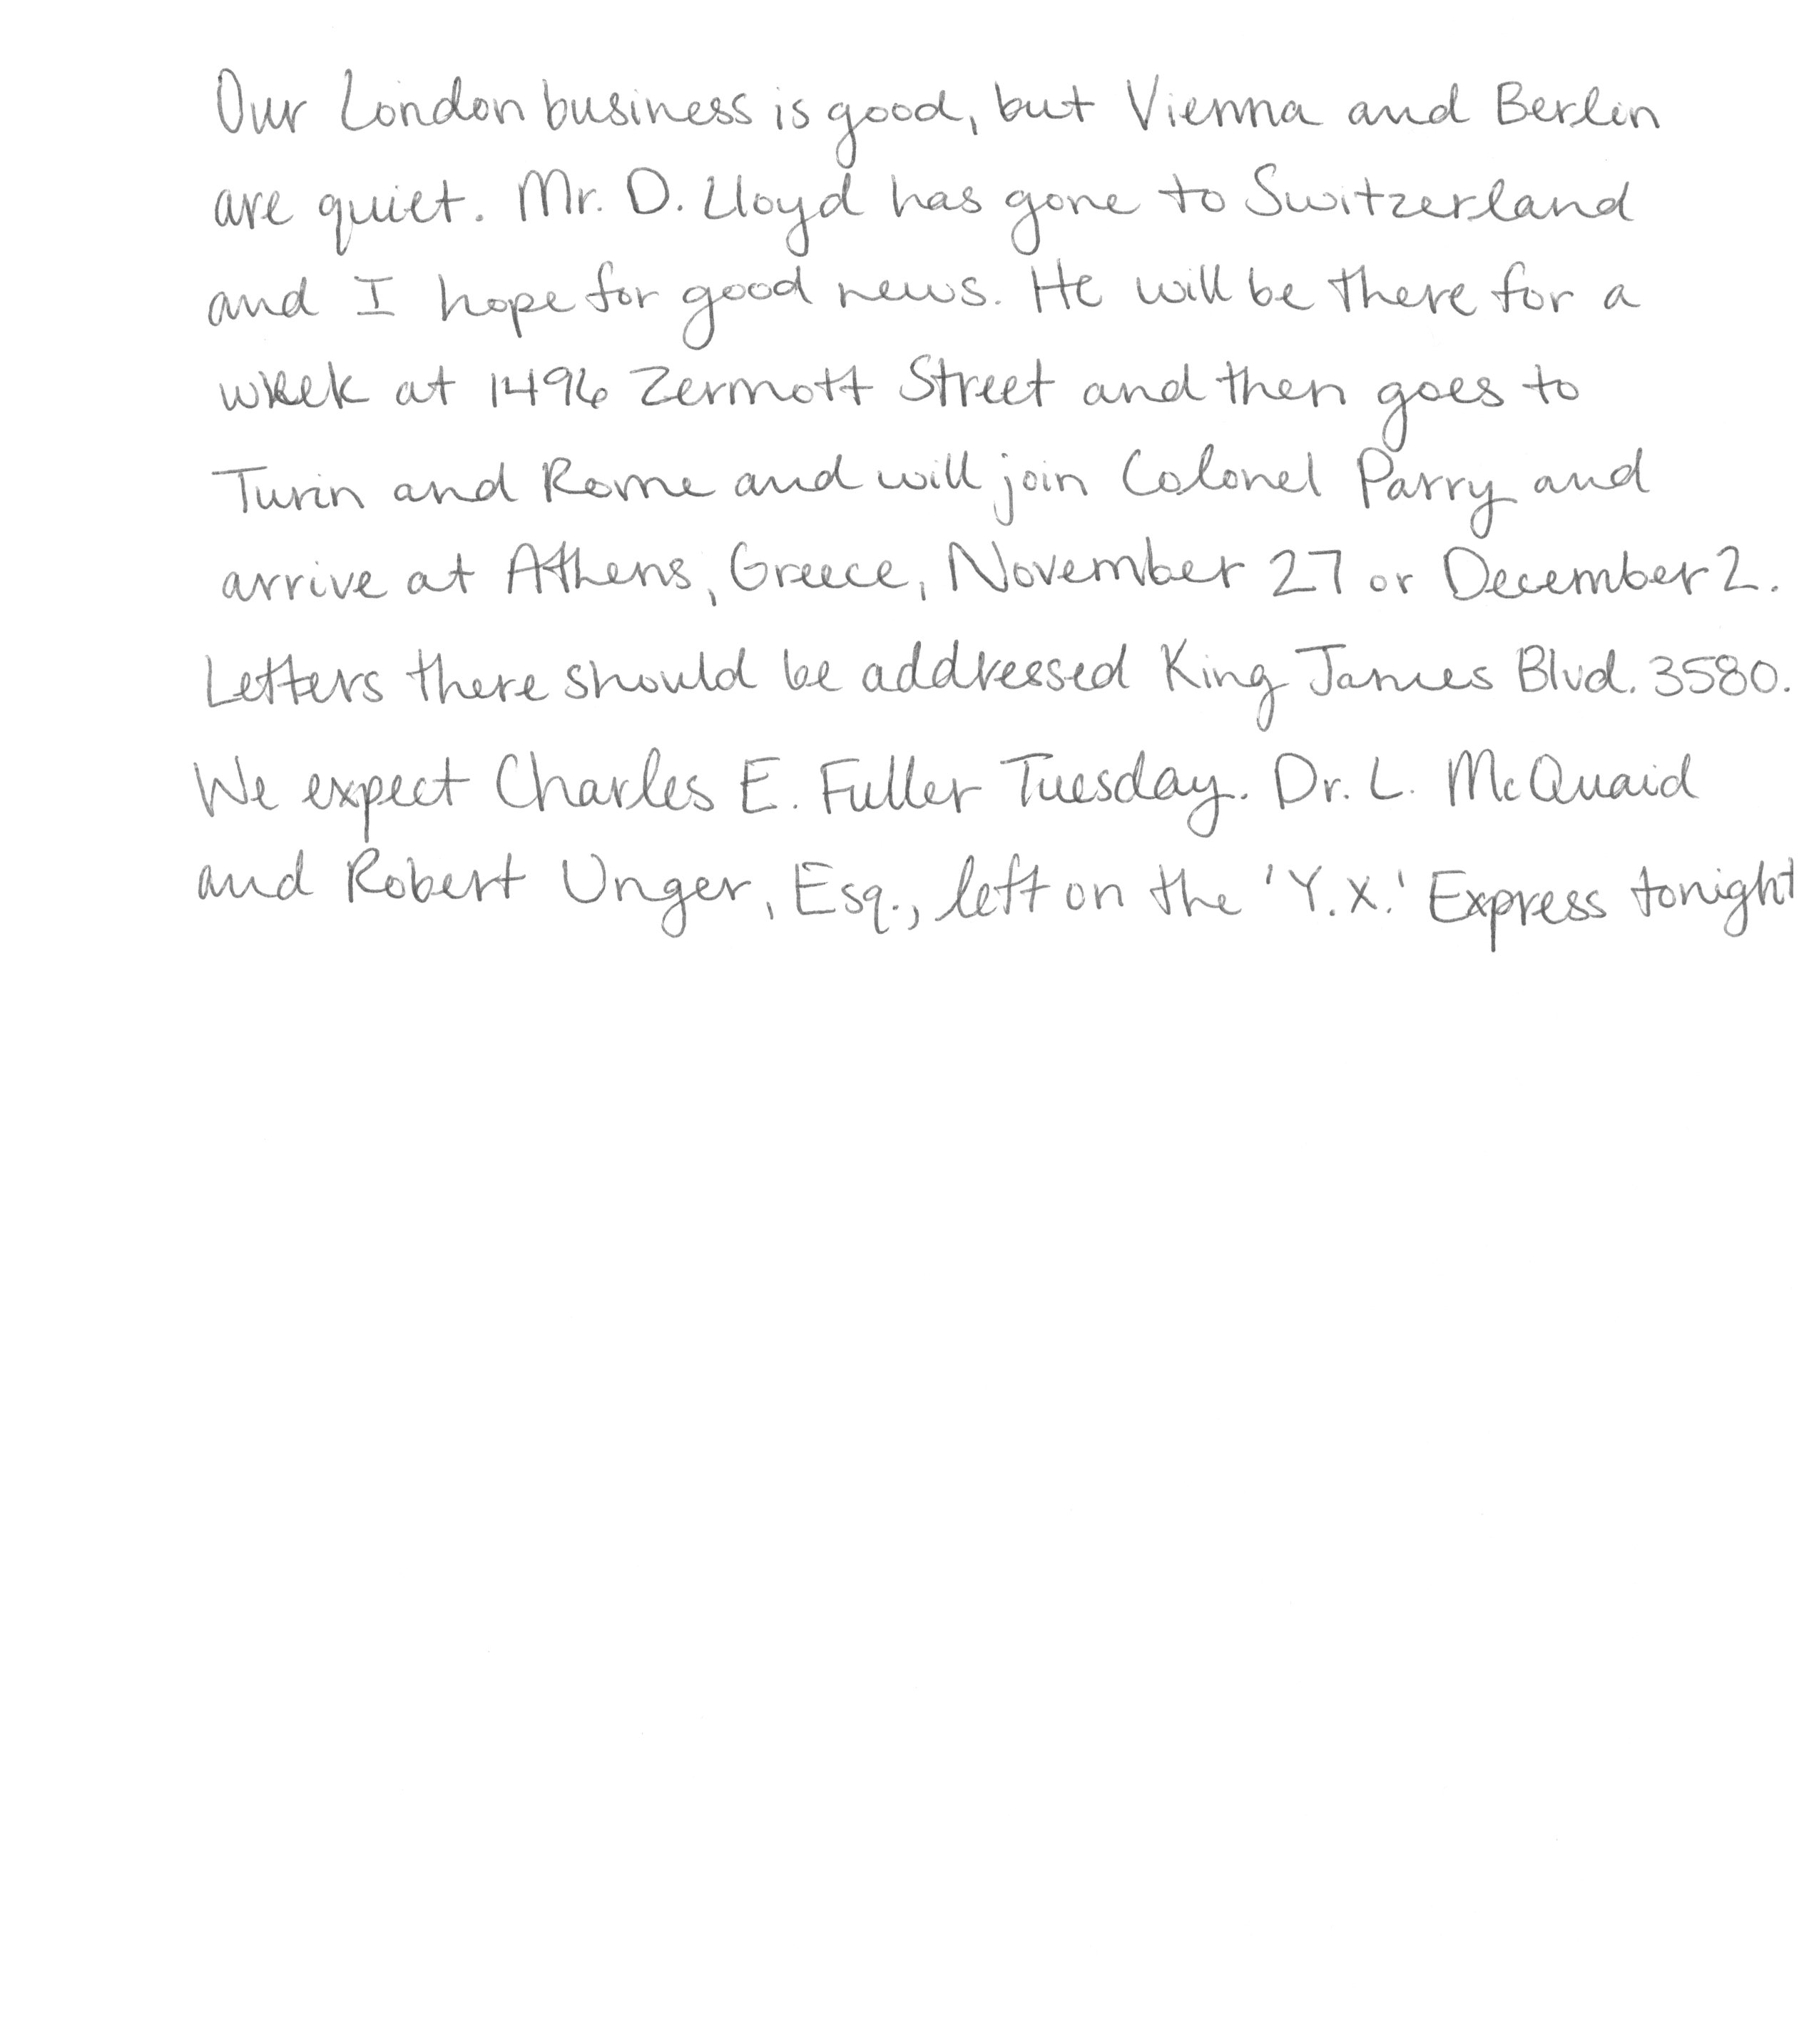 Our London business is good, but Vienna and Berlin
are quiet. Mr. D. Lloyd has gone to Switzerland
and I hope for good news. He will be there for a
week at 1496 Zermott Street and then goes to
Turin and Rome and will join Colonel Parry and
arrive at Athens, Greece, November 27 or December 2.
Letters there should be addressed King James Blvd. 3580.
We expect Charles E. Fuller Tuesday. Dr. L. McQuaid
and Robert Unger, Esq., left on the 'Y.X.' Express tonight